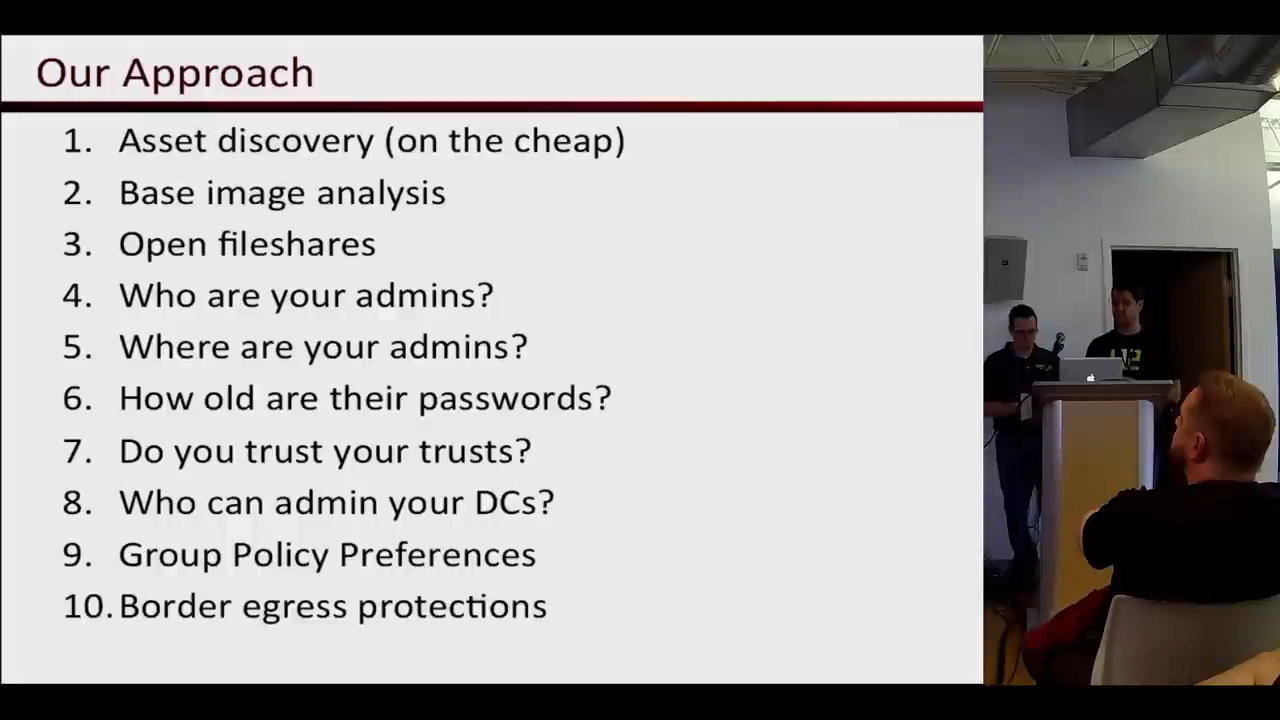 Our Approach
1. Asset discovery (on the cheap)
2. Base image analysis
3. Open fileshares
4. Who are your admins?
5. Where are your admins?
6. How old are their passwords?
7. Do you trust your trusts?
8. Who can admin your DCs?
9. Group Policy Preferences
10. Border egress protections